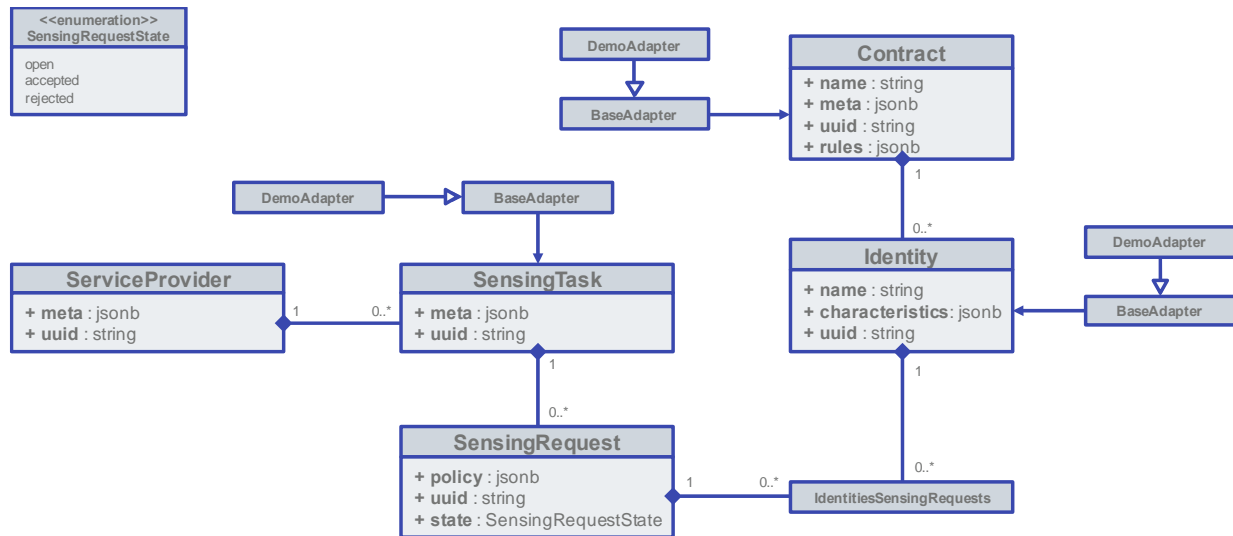 <<enumeration>>
SensingRequestState
open
accepted
rejected
DemoAdapter
BaseAdapter
Contract
+ name : string
+ meta : jsonb
+ uuid : string
+ rules : jsonb
1
0..*
DemoAdapter
BaseAdapter
DemoAdapter
BaseAdapter
Identity
+ name : string
+ characteristics: jsonb
+ uuid : string
ServiceProvider
+ meta : jsonb
+ uuid : string
1
0..*
SensingTask
+ meta : jsonb
+ uuid : string
1
0..*
1
0..*
SensingRequest
+ policy : jsonb
+ uuid : string
+ state : SensingRequestState
1
0..*
IdentitiesSensingRequests